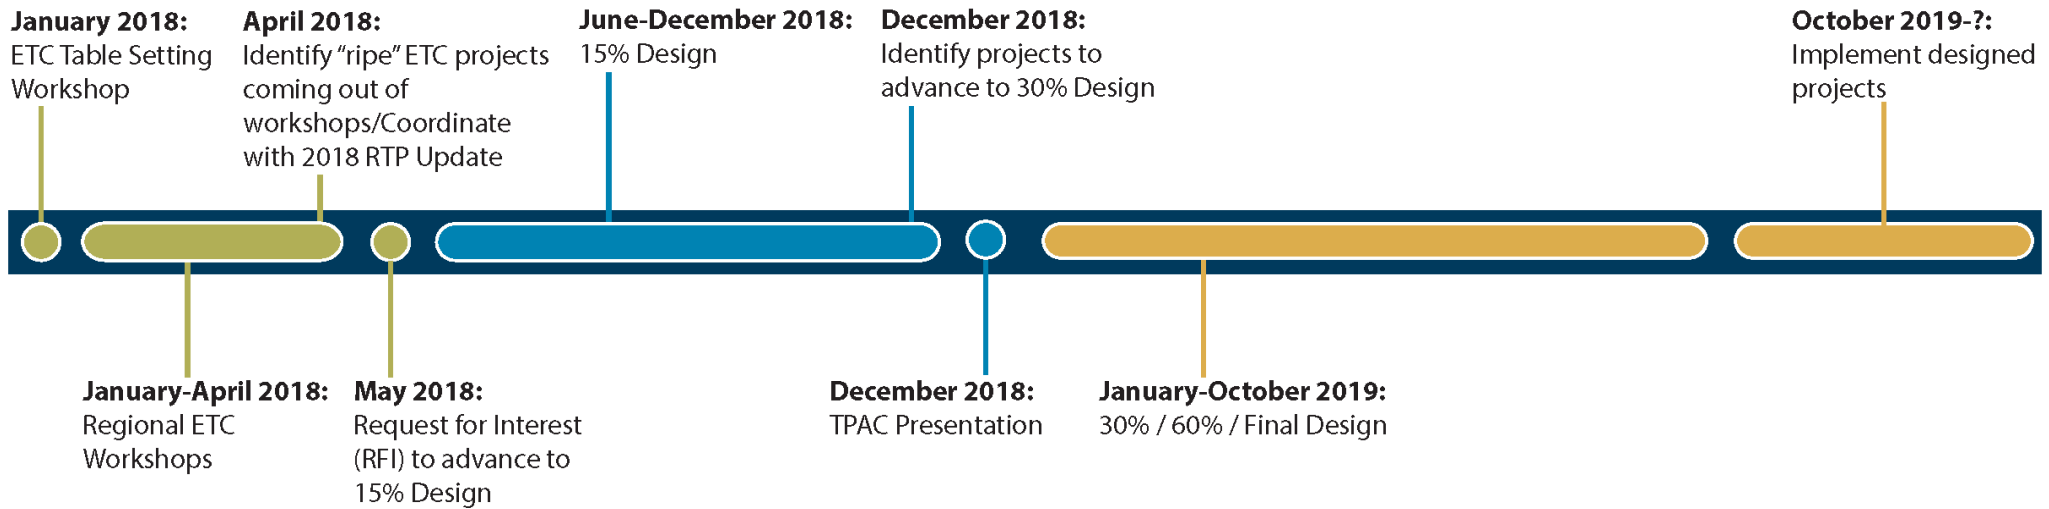 January 2018:
ETC Table Setting
Workshop
April 2018:
Identify “ripe” ETC projects
coming out of
workshops/Coordinate
with 2018 RTP Update
June-December 2018:
15% Design
December 2018:
Identify projects to
advance to 30% Design
October 2019-?:
Implement designed
projects
January-April 2018:
Regional ETC
Workshops
May 2018:
Request for Interest
(RFI) to advance to
15% Design
December 2018:
TPAC Presentation
January-October 2019:
30% / 60% / Final Design